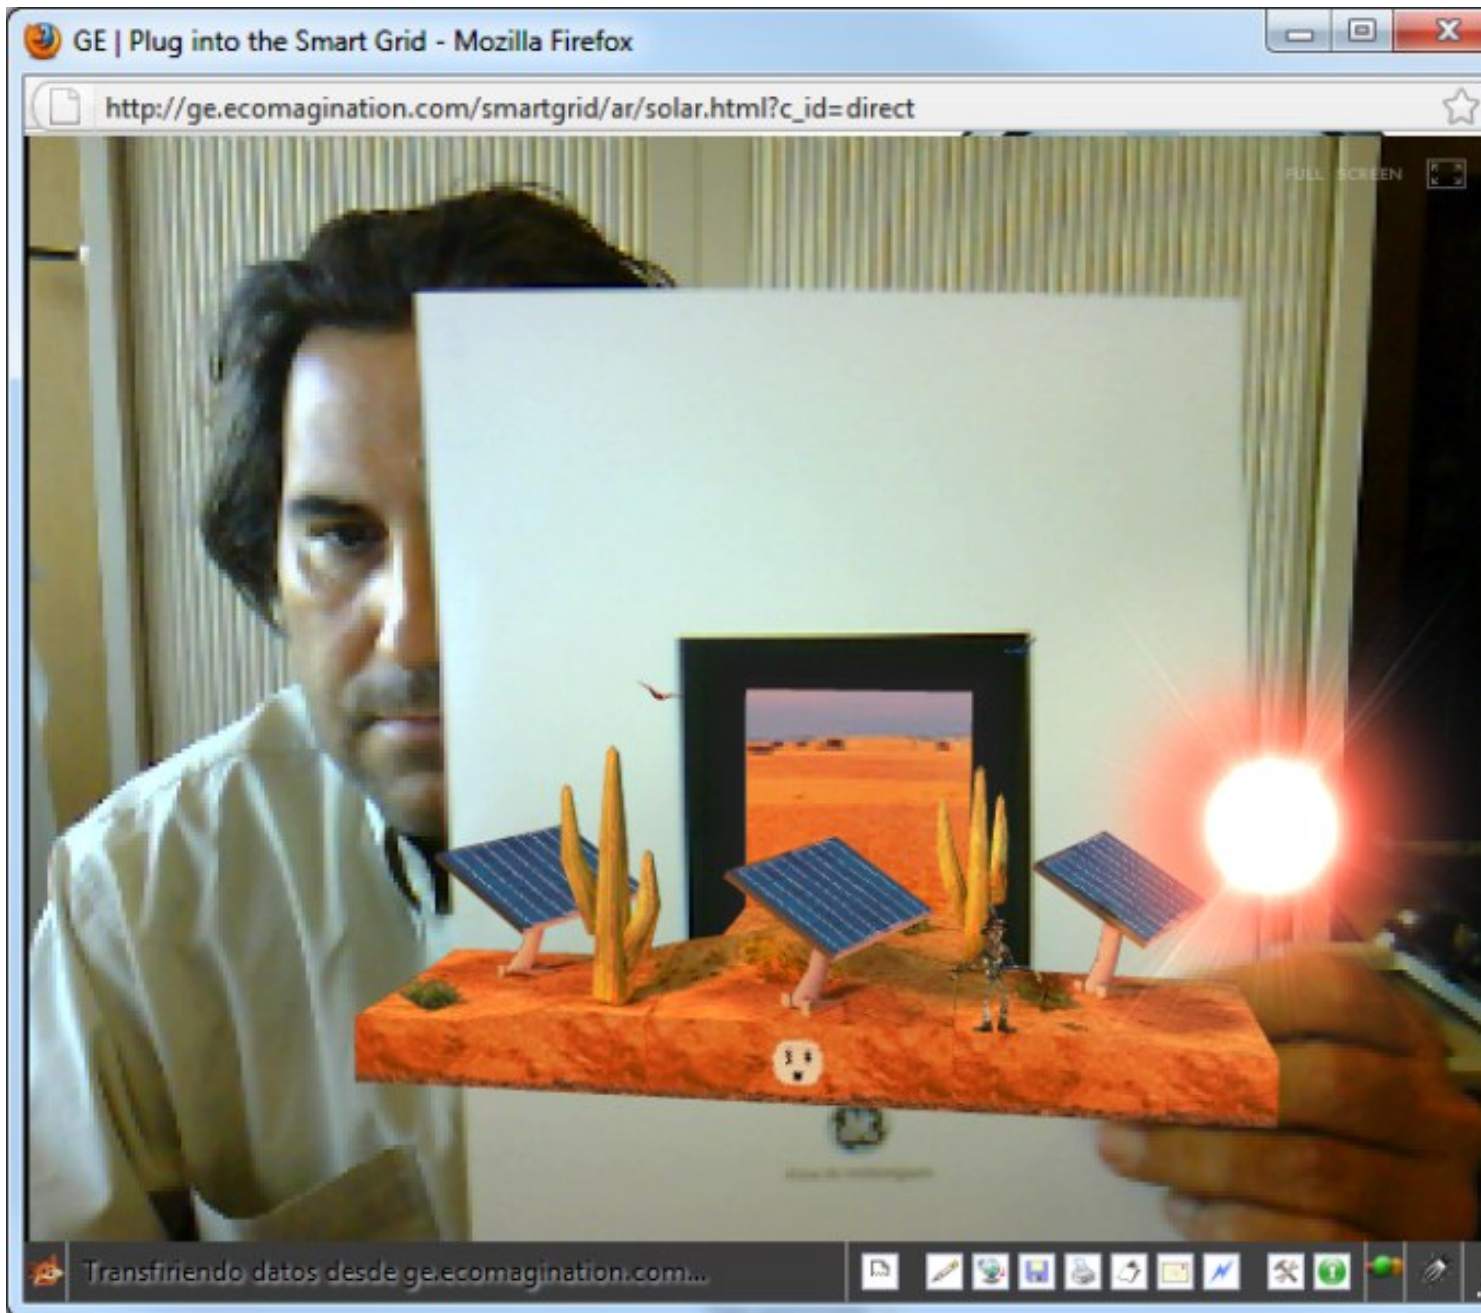 GE | Plug into the Smart Grid - Mozilla Firefox
http://ge.ecomagination.com/smartgrid/ar/solar.html?c_id=direct
FULL SCREEN
Transfiriendo datos desde ge.ecomagination.com...